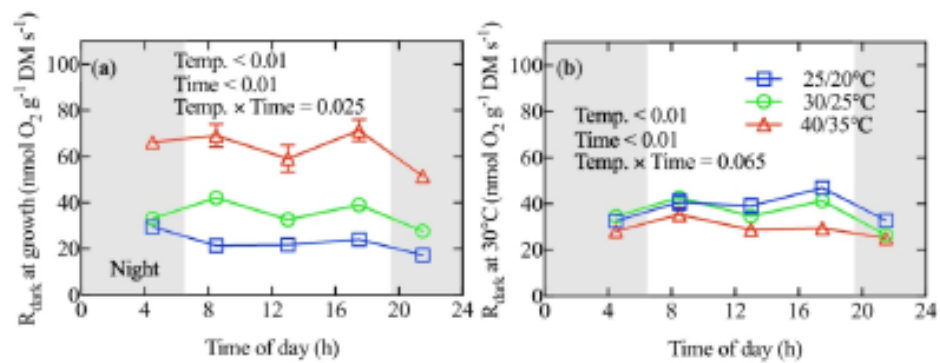 R_dark at growth (nmol O₂ g⁻¹ DM s⁻¹)
100
80
60
40
20
0
(a)
Temp. < 0.01
Time < 0.01
Temp. × Time = 0.025
Night
0 4 8 12 16 20 24
Time of day (h)
R_dark at 30°C (nmol O₂ g⁻¹ DM s⁻¹)
100
80
60
40
20
0
(b)
25/20°C
30/25°C
40/35°C
Temp. < 0.01
Time < 0.01
Temp. × Time = 0.065
0 4 8 12 16 20 24
Time of day (h)